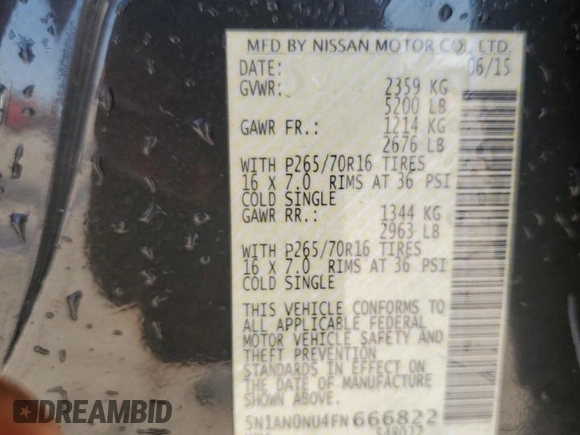 MFD BY NISSAN MOTOR CO., LTD.
DATE: 06/15
GVWR: 2359 KG
5200 LB
GAWR FR.: 1214 KG
2676 LB
WITH P265/70R16 TIRES
16 X 7.0 RIMS AT 36 PSI
COLD SINGLE
GAWR RR.: 1344 KG
2963 LB
WITH P265/70R16 TIRES
16 X 7.0 RIMS AT 36 PSI
COLD SINGLE
THIS VEHICLE CONFORMS TO
ALL APPLICABLE FEDERAL
MOTOR VEHICLE SAFETY AND
THEFT PREVENTION
STANDARDS IN EFFECT ON
THE DATE OF MANUFACTURE
SHOWN ABOVE.
5N1AN0NU4FN666822
DREAMBID